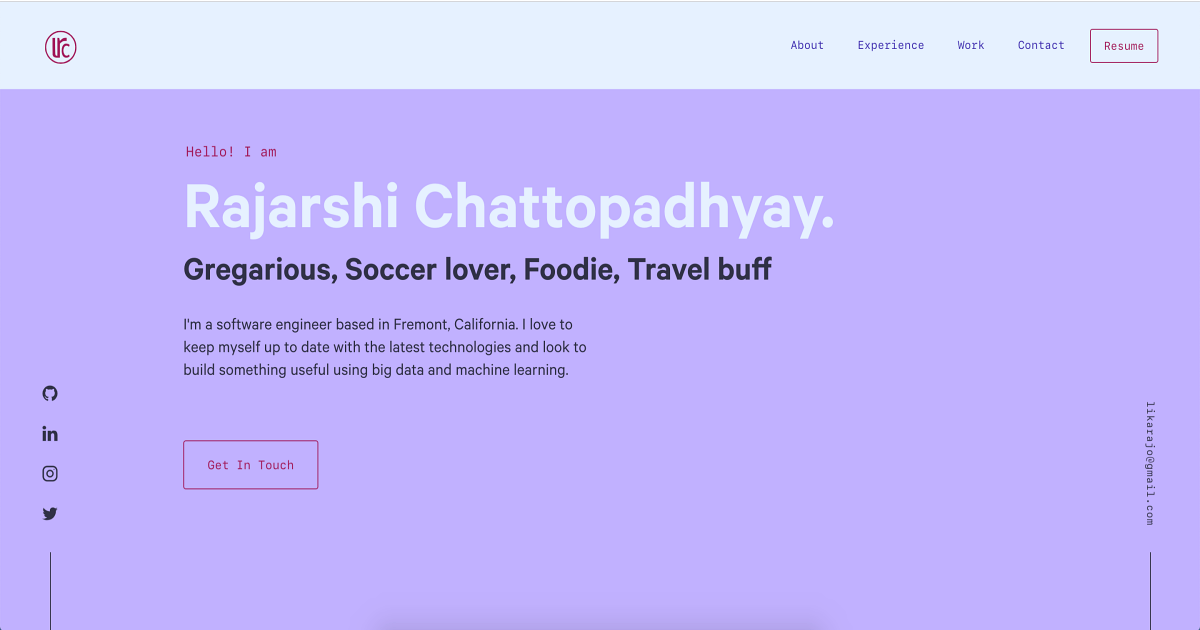 About
Experience
Work
Contact
Resume
Hello! I am
Rajarshi Chattopadhyay.
Gregarious, Soccer lover, Foodie, Travel buff
I'm a software engineer based in Fremont, California. I love to
keep myself up to date with the latest technologies and look to
build something useful using big data and machine learning.
Get In Touch
likarajo@gmail.com